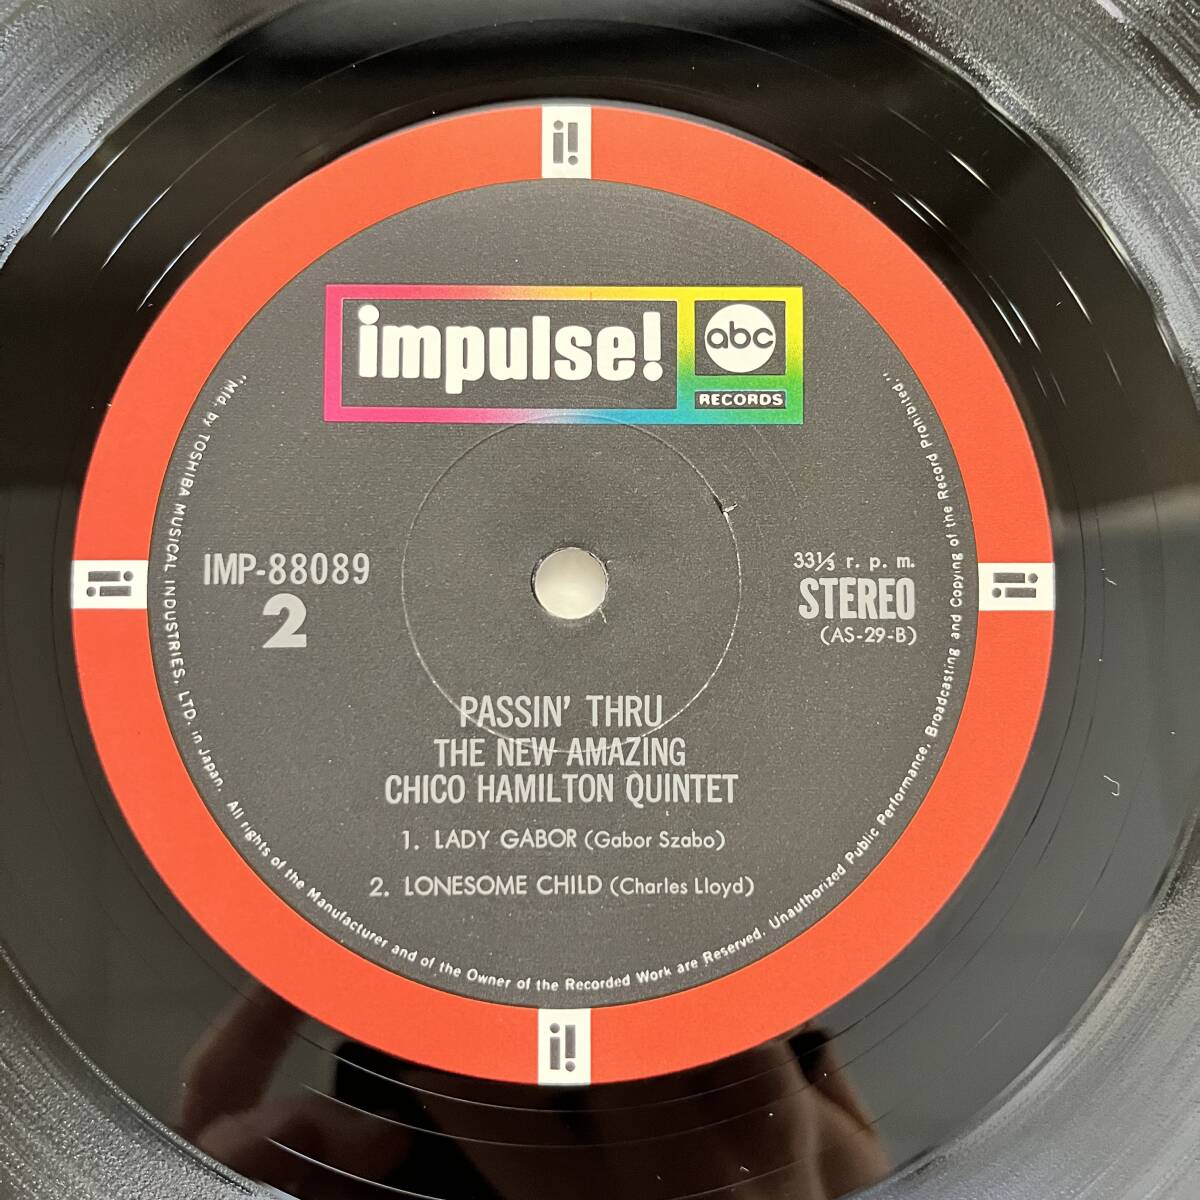 i!
impulse!
abc
RECORDS
IMP-88089
2
33⅓ r. p. m.
STEREO
(AS-29-B)
i!
i!
PASSIN' THRU
THE NEW AMAZING
CHICO HAMILTON QUINTET
1. LADY GABOR (Gabor Szabo)
2. LONESOME CHILD (Charles Lloyd)
"Mfd. by TOSHIBA MUSICAL INDUSTRIES, LTD. in Japan. All rights of the Manufacturer and of the Owner of the Recorded Work are Reserved. Unauthorized Public Performance, Broadcasting and Copying of the Record Prohibited."
i!